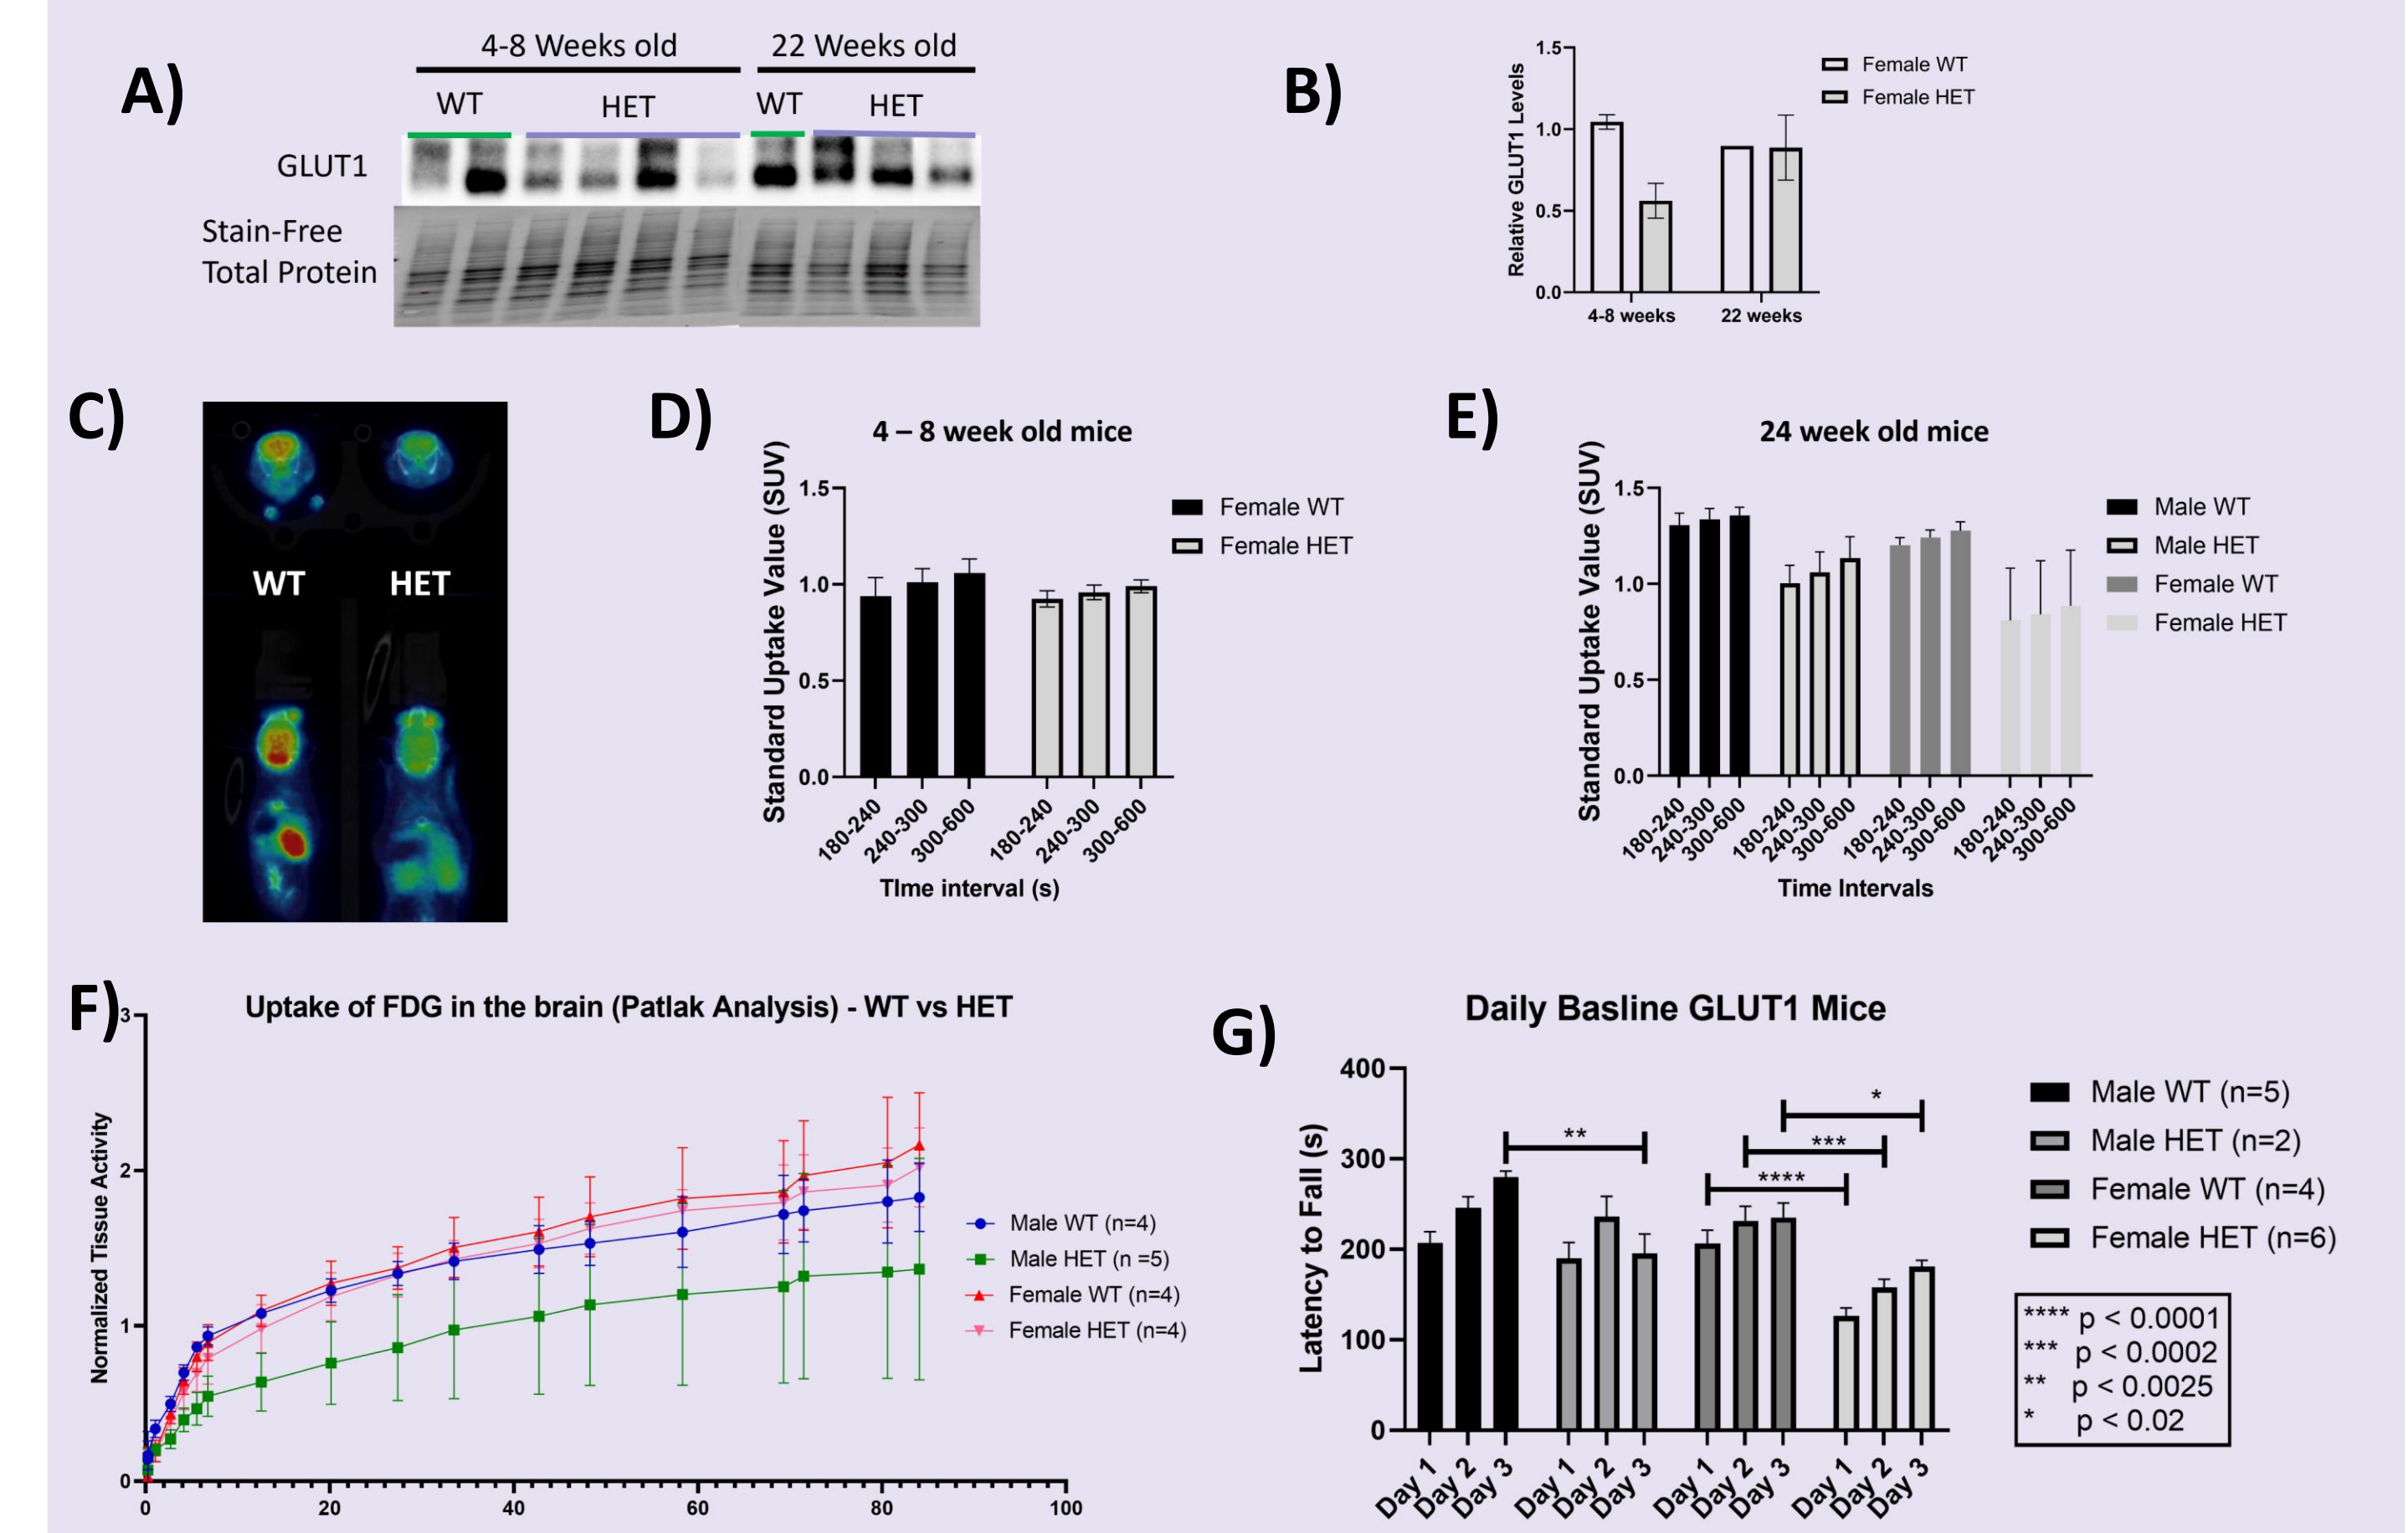 A)
4-8 Weeks old
22 Weeks old
WT
HET
WT
HET
GLUT1
Stain-Free
Total Protein
B)
Relative GLUT1 Levels
1.5
1.0
0.5
0.0
4-8 weeks
22 weeks
Female WT
Female HET
C)
WT
HET
D)
4 – 8 week old mice
Standard Uptake Value (SUV)
1.5
1.0
0.5
0.0
180-240
240-300
300-600
180-240
240-300
300-600
TIme interval (s)
Female WT
Female HET
E)
24 week old mice
Standard Uptake Value (SUV)
1.5
1.0
0.5
0.0
180-240
240-300
300-600
180-240
240-300
300-600
180-240
240-300
300-600
180-240
240-300
300-600
Time Intervals
Male WT
Male HET
Female WT
Female HET
F)
Uptake of FDG in the brain (Patlak Analysis) - WT vs HET
Normalized Tissue Activity
3
2
1
0
0
20
40
60
80
100
Male WT (n=4)
Male HET (n =5)
Female WT (n=4)
Female HET (n=4)
G)
Daily Basline GLUT1 Mice
Latency to Fall (s)
400
300
200
100
0
**
****
***
*
Day 1
Day 2
Day 3
Day 1
Day 2
Day 3
Day 1
Day 2
Day 3
Day 1
Day 2
Day 3
Male WT (n=5)
Male HET (n=2)
Female WT (n=4)
Female HET (n=6)
**** p < 0.0001
*** p < 0.0002
** p < 0.0025
* p < 0.02